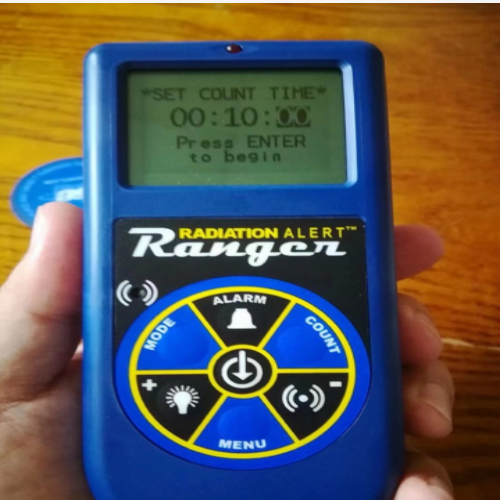 *SET COUNT TIME*
00:10:00
Press ENTER
to begin
RADIATION ALERT™
Ranger
ALARM
MODE
COUNT
+
-
MENU